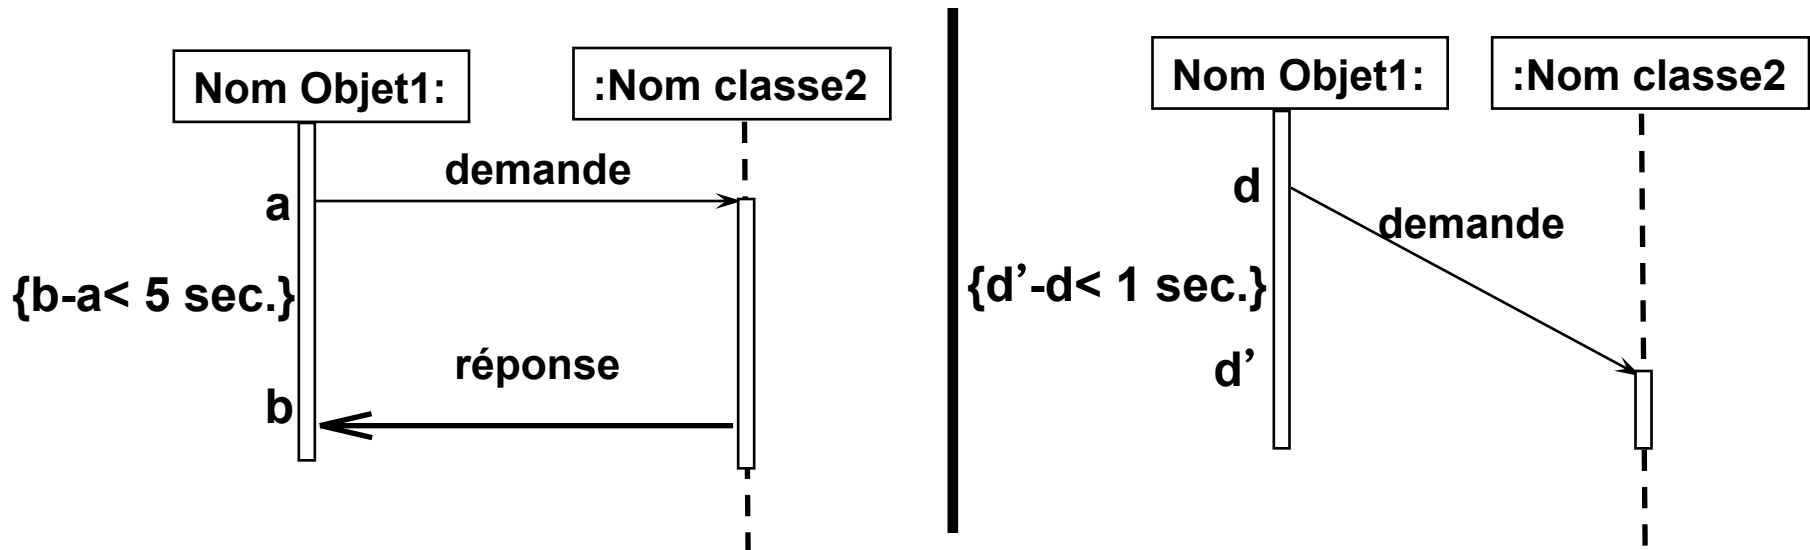 Nom Objet1:
:Nom classe2
demande
a
{b-a< 5 sec.}
réponse
b
Nom Objet1:
:Nom classe2
d
demande
{d’-d< 1 sec.}
d’